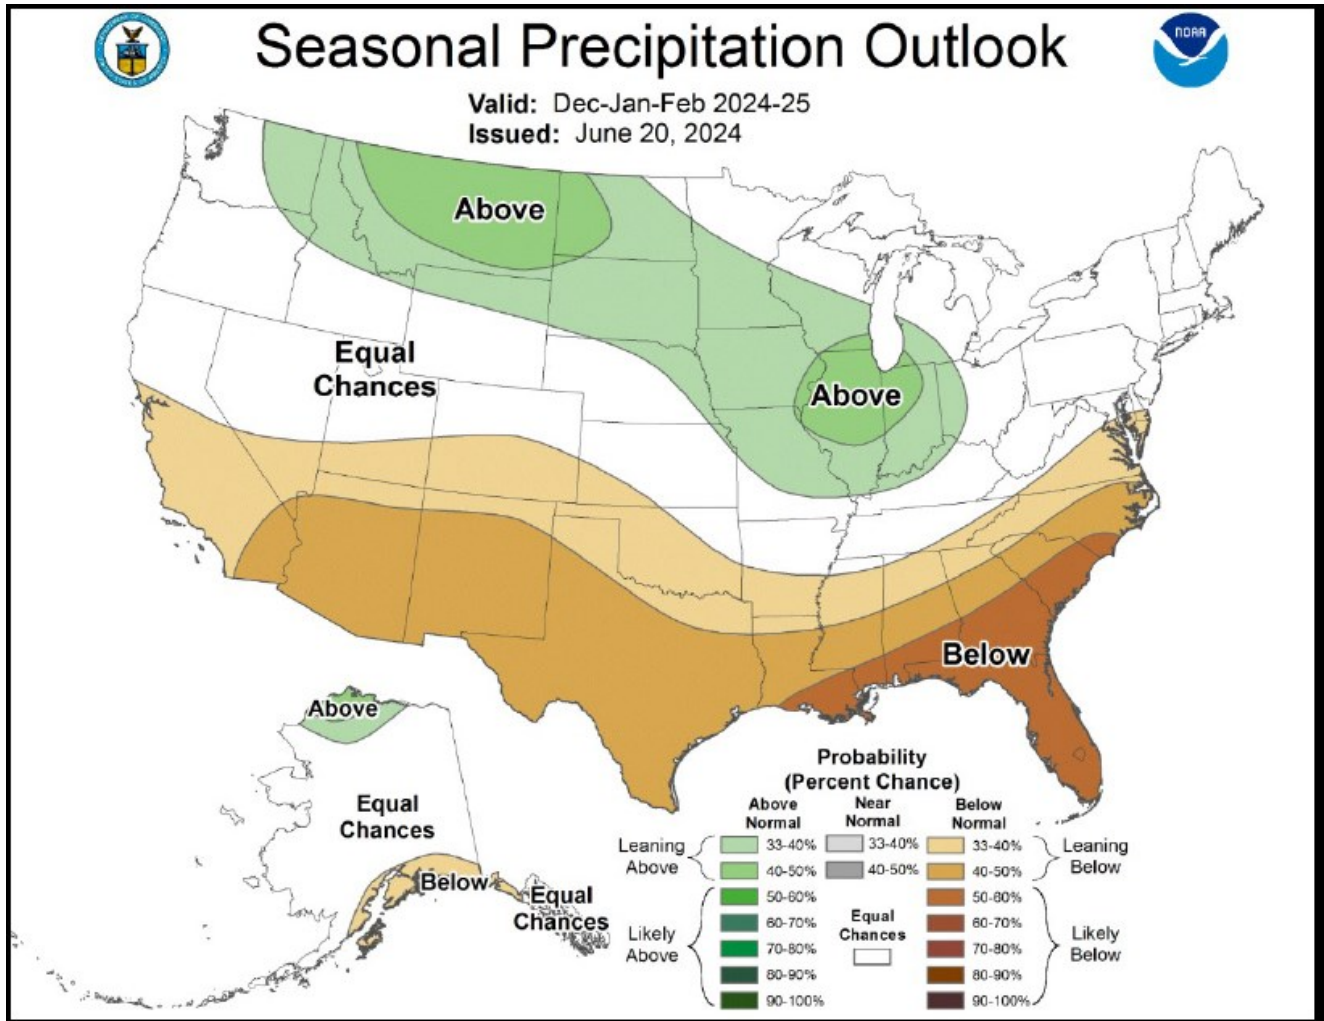 NOAA
Seasonal Precipitation Outlook
Valid: Dec-Jan-Feb 2024-25
Issued: June 20, 2024
Above
Equal
Chances
Above
Below
Above
Equal
Chances
Below
Equal
Chances
Probability
(Percent Chance)
Above
Normal
Near
Normal
Below
Normal
Leaning
Above
33-40%
40-50%
33-40%
40-50%
33-40%
40-50%
Leaning
Below
Likely
Above
50-60%
60-70%
70-80%
80-90%
90-100%
Equal
Chances
50-60%
60-70%
70-80%
80-90%
90-100%
Likely
Below